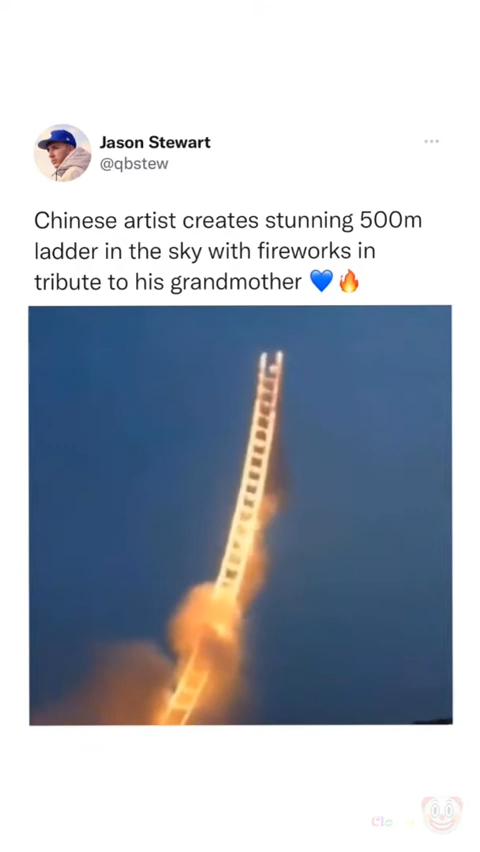 Jason Stewart
@qbstew
Chinese artist creates stunning 500m
ladder in the sky with fireworks in
tribute to his grandmother 💙🔥